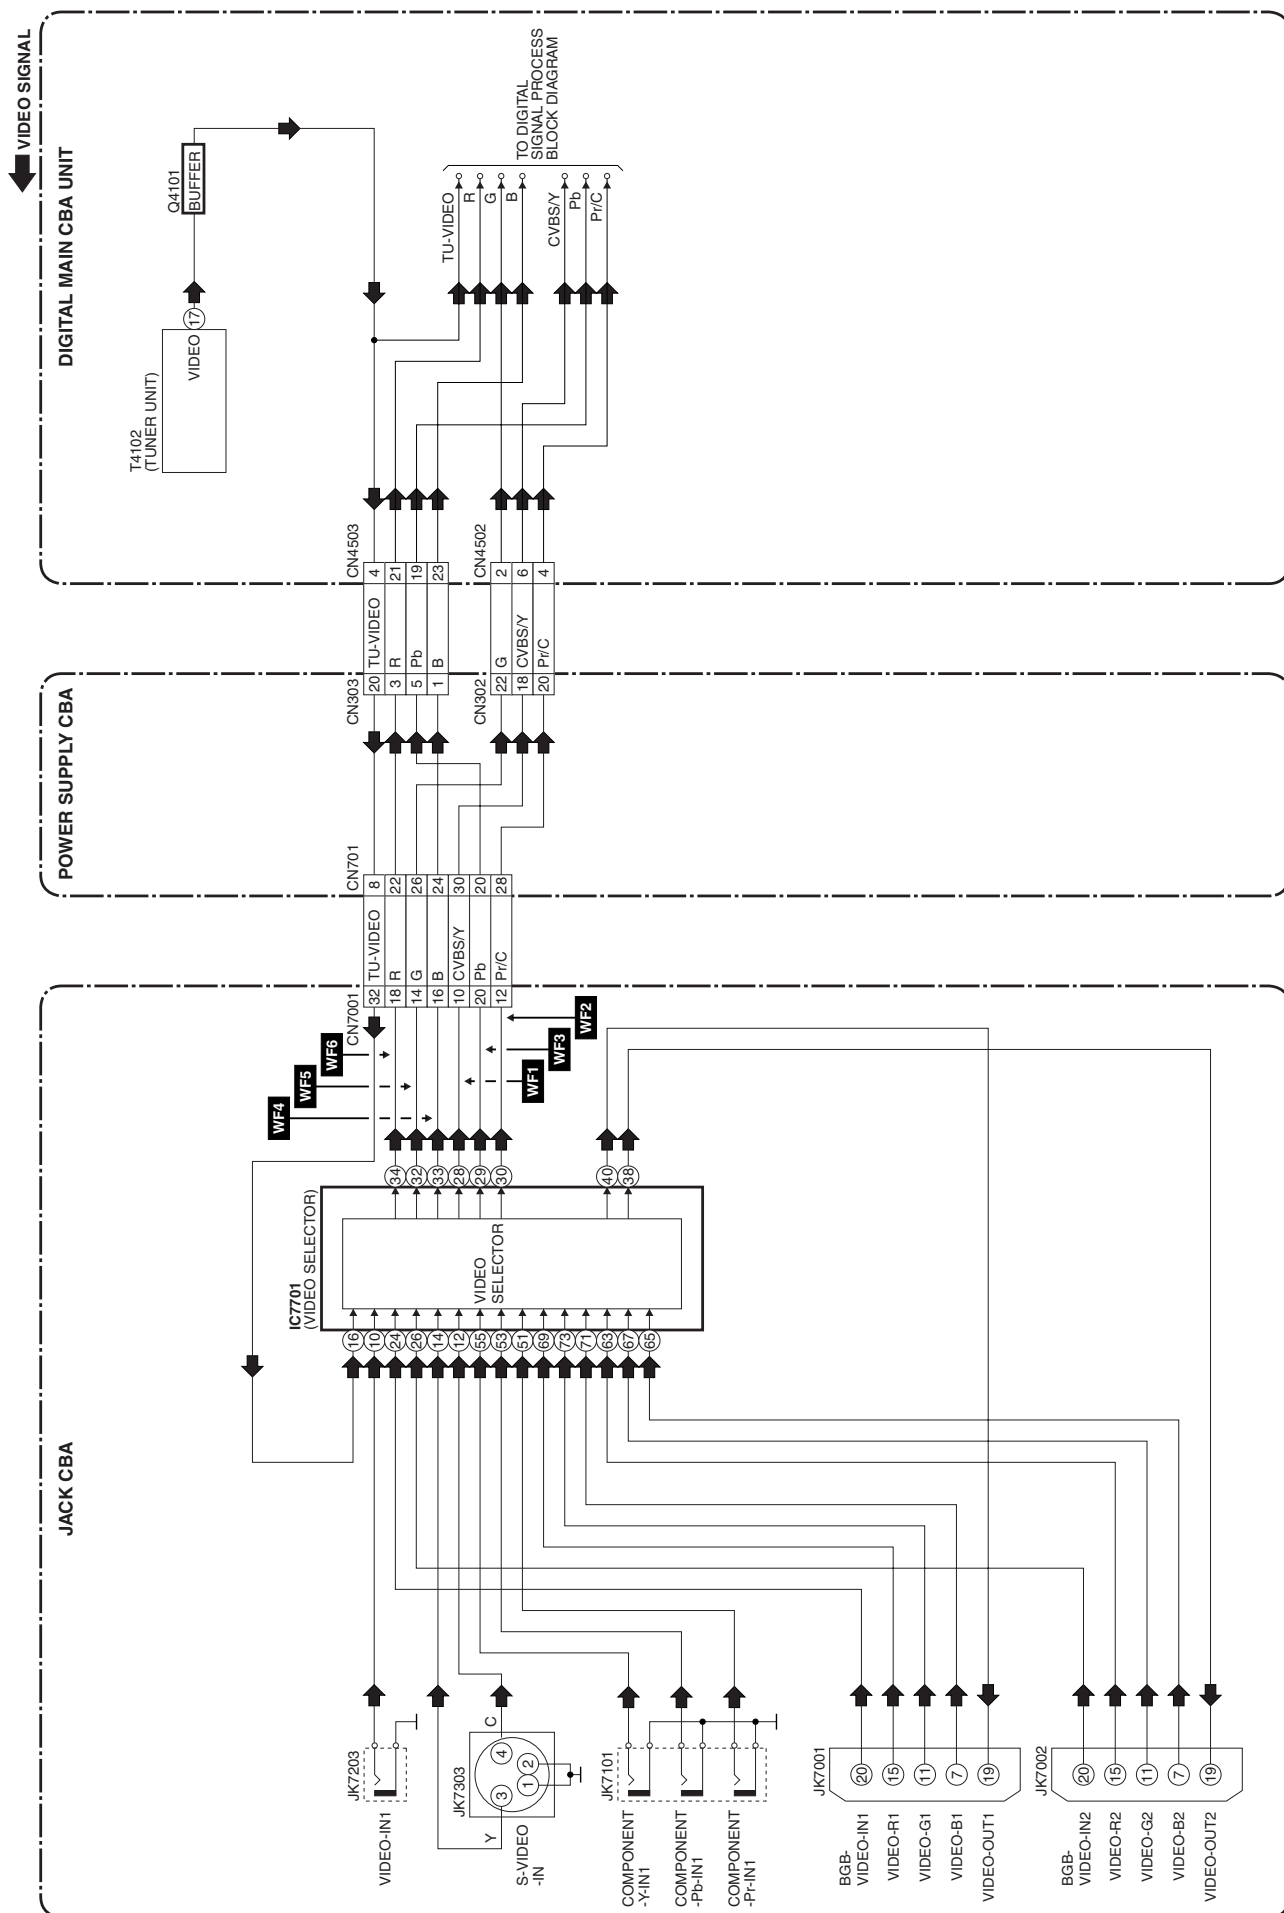 VIDEO SIGNAL
DIGITAL MAIN CBA UNIT
T4102
(TUNER UNIT)
VIDEO
17
Q4101
BUFFER
TU-VIDEO
R
G
B
CVBS/Y
Pb
Pr/C
TO DIGITAL
SIGNAL PROCESS
BLOCK DIAGRAM
CN4503
4
21
19
23
CN4502
2
6
4
TU-VIDEO
R
Pb
B
G
CVBS/Y
Pr/C
POWER SUPPLY CBA
CN303
20
3
5
1
CN302
22
18
20
CN701
8
22
26
24
30
20
28
TU-VIDEO
R
G
B
CVBS/Y
Pb
Pr/C
JACK CBA
CN7001
32
18
14
16
10
20
12
WF6
WF5
WF4
WF1
WF3
WF2
34
32
33
28
29
30
40
38
IC7701
(VIDEO SELECTOR)
VIDEO
SELECTOR
16
10
24
26
14
12
55
53
51
69
73
71
63
67
65
JK7203
VIDEO-IN1
JK7303
Y
C
3
4
1
2
S-VIDEO
-IN
JK7101
COMPONENT
-Y-IN1
COMPONENT
-Pb-IN1
COMPONENT
-Pr-IN1
JK7001
20
15
11
7
19
BGB-
VIDEO-IN1
VIDEO-R1
VIDEO-G1
VIDEO-B1
VIDEO-OUT1
JK7002
20
15
11
7
19
BGB-
VIDEO-IN2
VIDEO-R2
VIDEO-G2
VIDEO-B2
VIDEO-OUT2